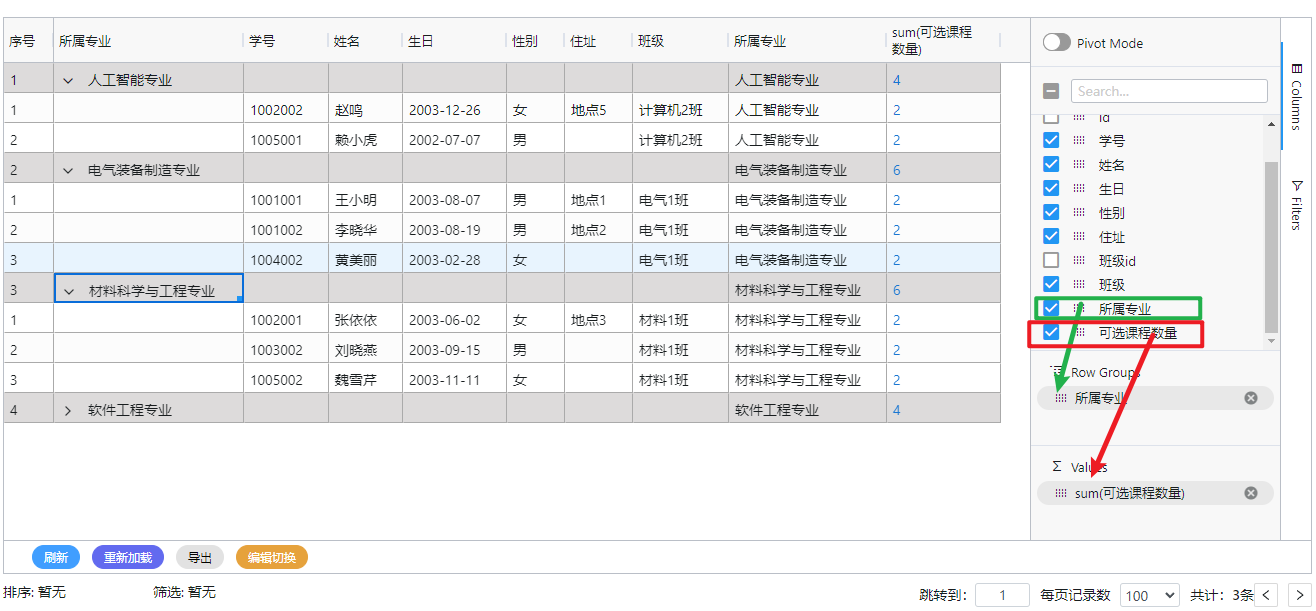 序号 所属专业 学号 姓名 生日 性别 住址 班级 所属专业 sum(可选课程
数量)
1 人工智能专业 人工智能专业 4
1 1002002 赵鸣 2003-12-26 女 地点5 计算机2班 人工智能专业 2
2 1005001 赖小虎 2002-07-07 男 计算机2班 人工智能专业 2
2 电气装备制造专业 电气装备制造专业 6
1 1001001 王小明 2003-08-07 男 地点1 电气1班 电气装备制造专业 2
2 1001002 李晓华 2003-08-19 男 地点2 电气1班 电气装备制造专业 2
3 1004002 黄美丽 2003-02-28 女 电气1班 电气装备制造专业 2
3 材料科学与工程专业 材料科学与工程专业 6
1 1002001 张依依 2003-06-02 女 地点3 材料1班 材料科学与工程专业 2
2 1003002 刘晓燕 2003-09-15 男 材料1班 材料科学与工程专业 2
3 1005002 魏雪芹 2003-11-11 女 材料1班 材料科学与工程专业 2
4 软件工程专业 软件工程专业 4
Pivot Mode
Search...
id
学号
姓名
生日
性别
住址
班级id
班级
所属专业
可选课程数量
Row Groups
所属专业
Values
sum(可选课程数量)
Columns
Filters
刷新 重新加载 导出 编辑切换
排序: 暂无 筛选: 暂无 跳转到: 1 每页记录数 100 共计: 3条